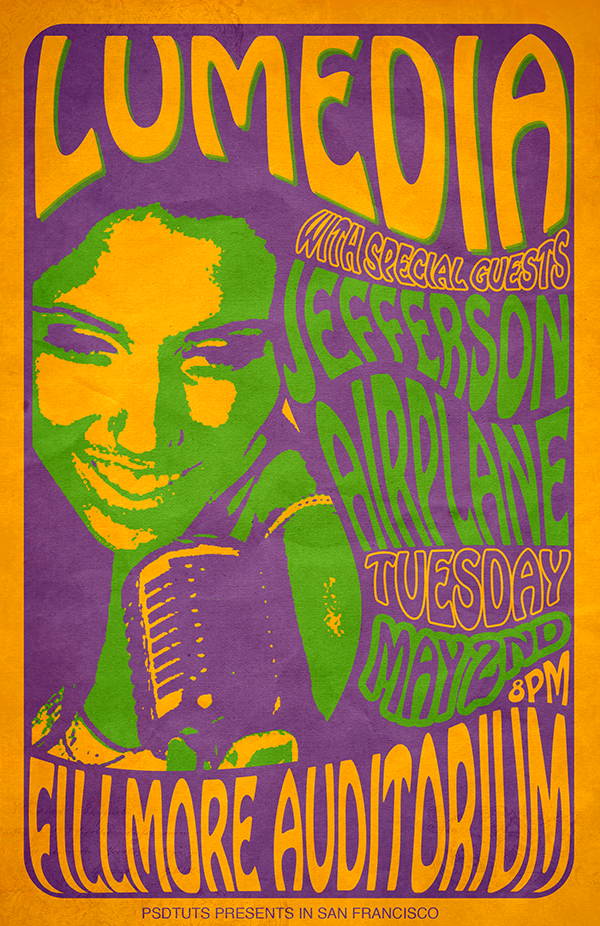 LUMEDIA
WITH SPECIAL GUESTS
JEFFERSON
AIRPLANE
TUESDAY
MAY 2ND
8PM
FILLMORE AUDITORIUM
PSDTUTS PRESENTS IN SAN FRANCISCO